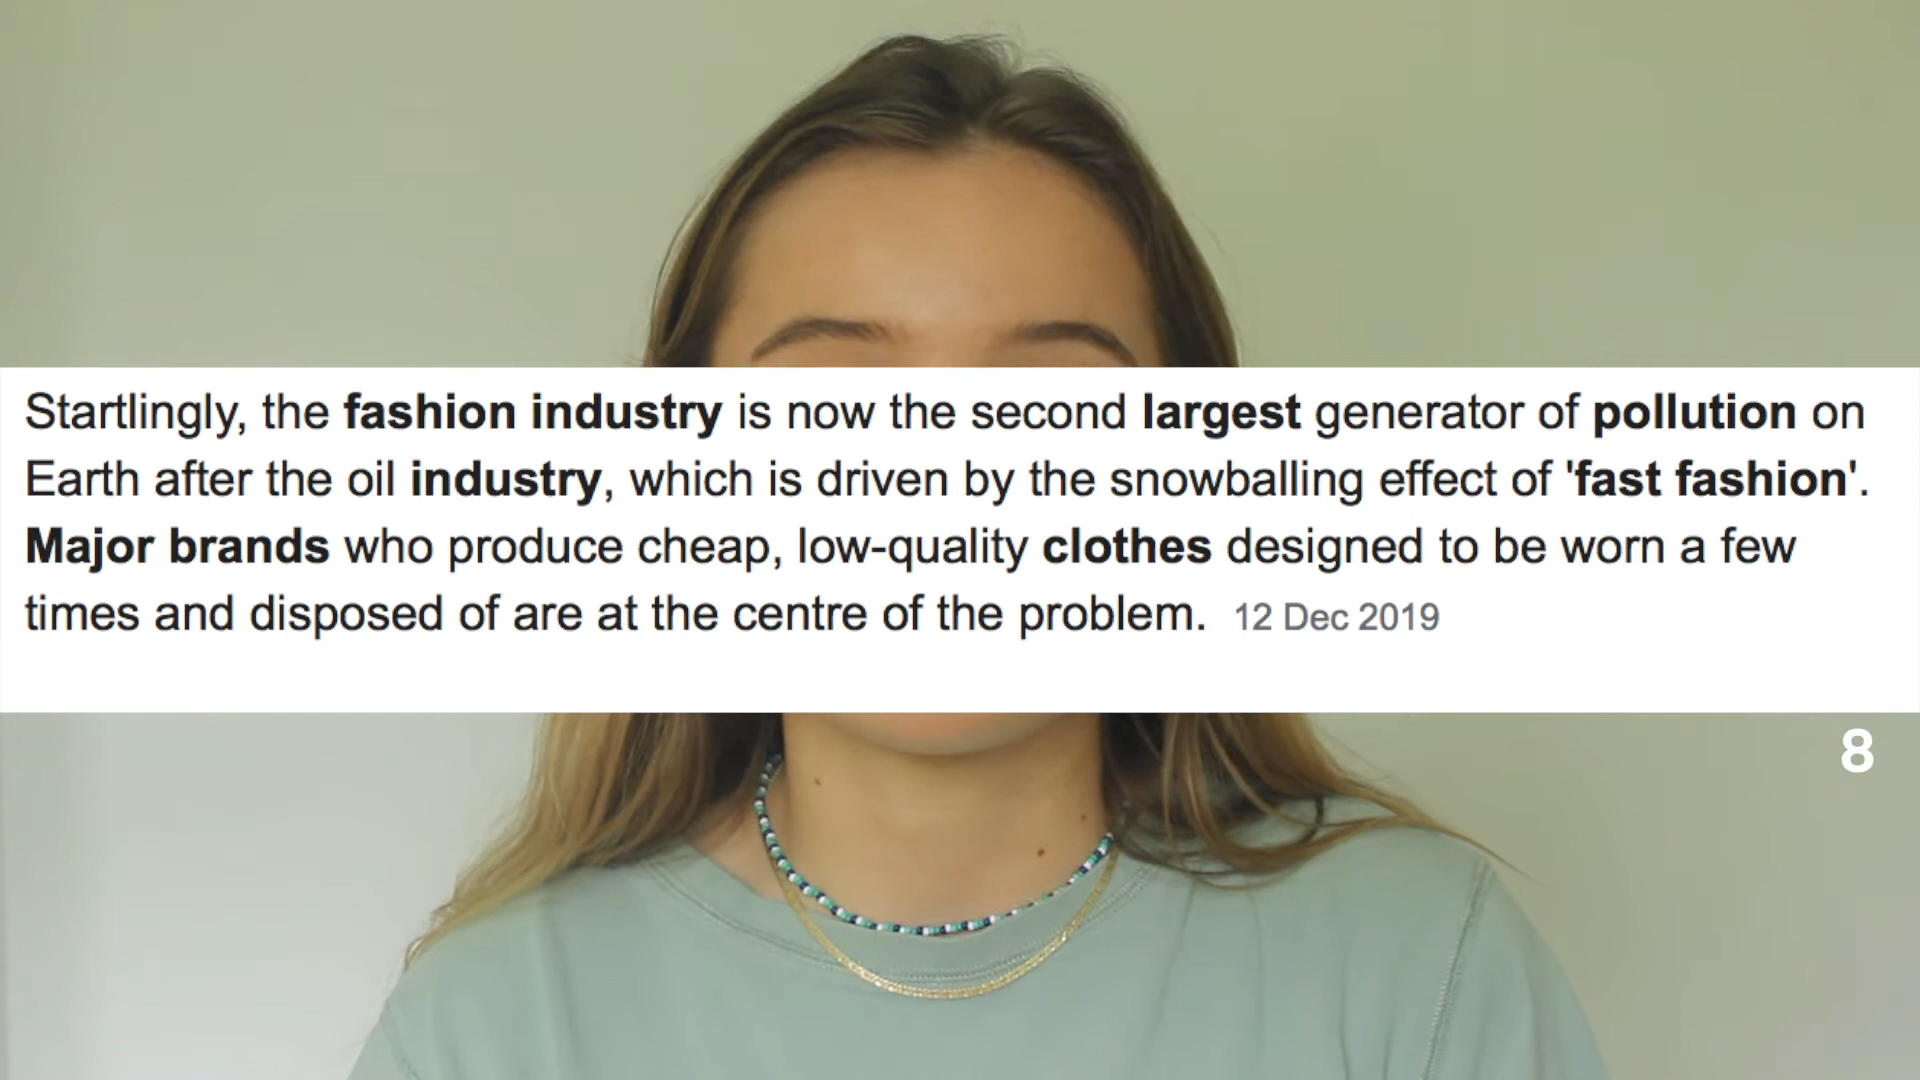 Startlingly, the fashion industry is now the second largest generator of pollution on
Earth after the oil industry, which is driven by the snowballing effect of 'fast fashion'.
Major brands who produce cheap, low-quality clothes designed to be worn a few
times and disposed of are at the centre of the problem. 12 Dec 2019
8